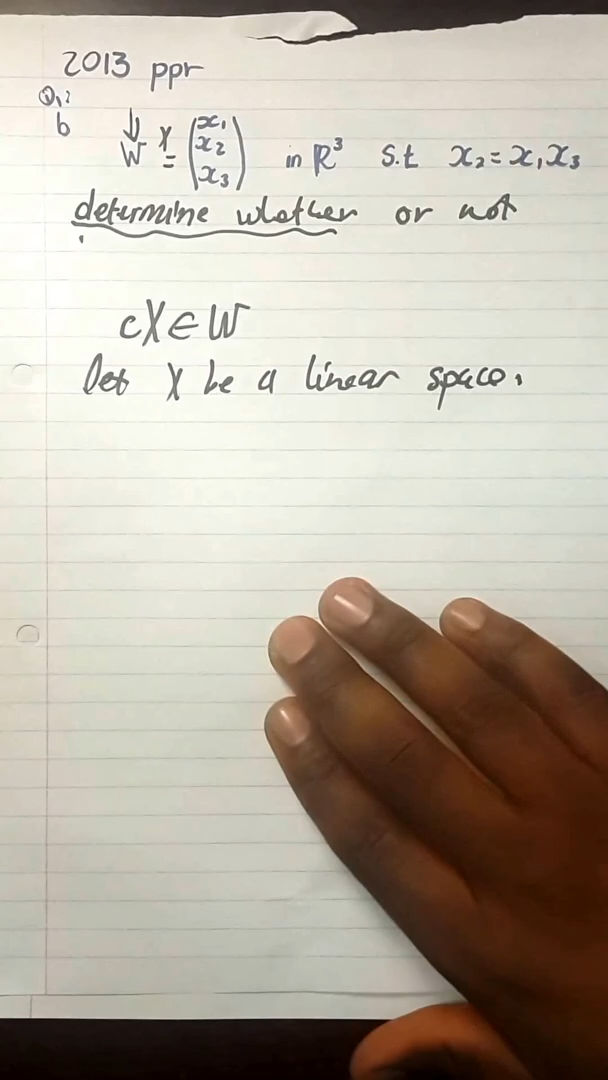 2013 ppr
Q1?
b
↓
W X = (x₁ x₂ x₃) in ℝ³ s.t x₂ = x₁x₃
determine whether or not
cX ∈ W
Let X be a linear space.